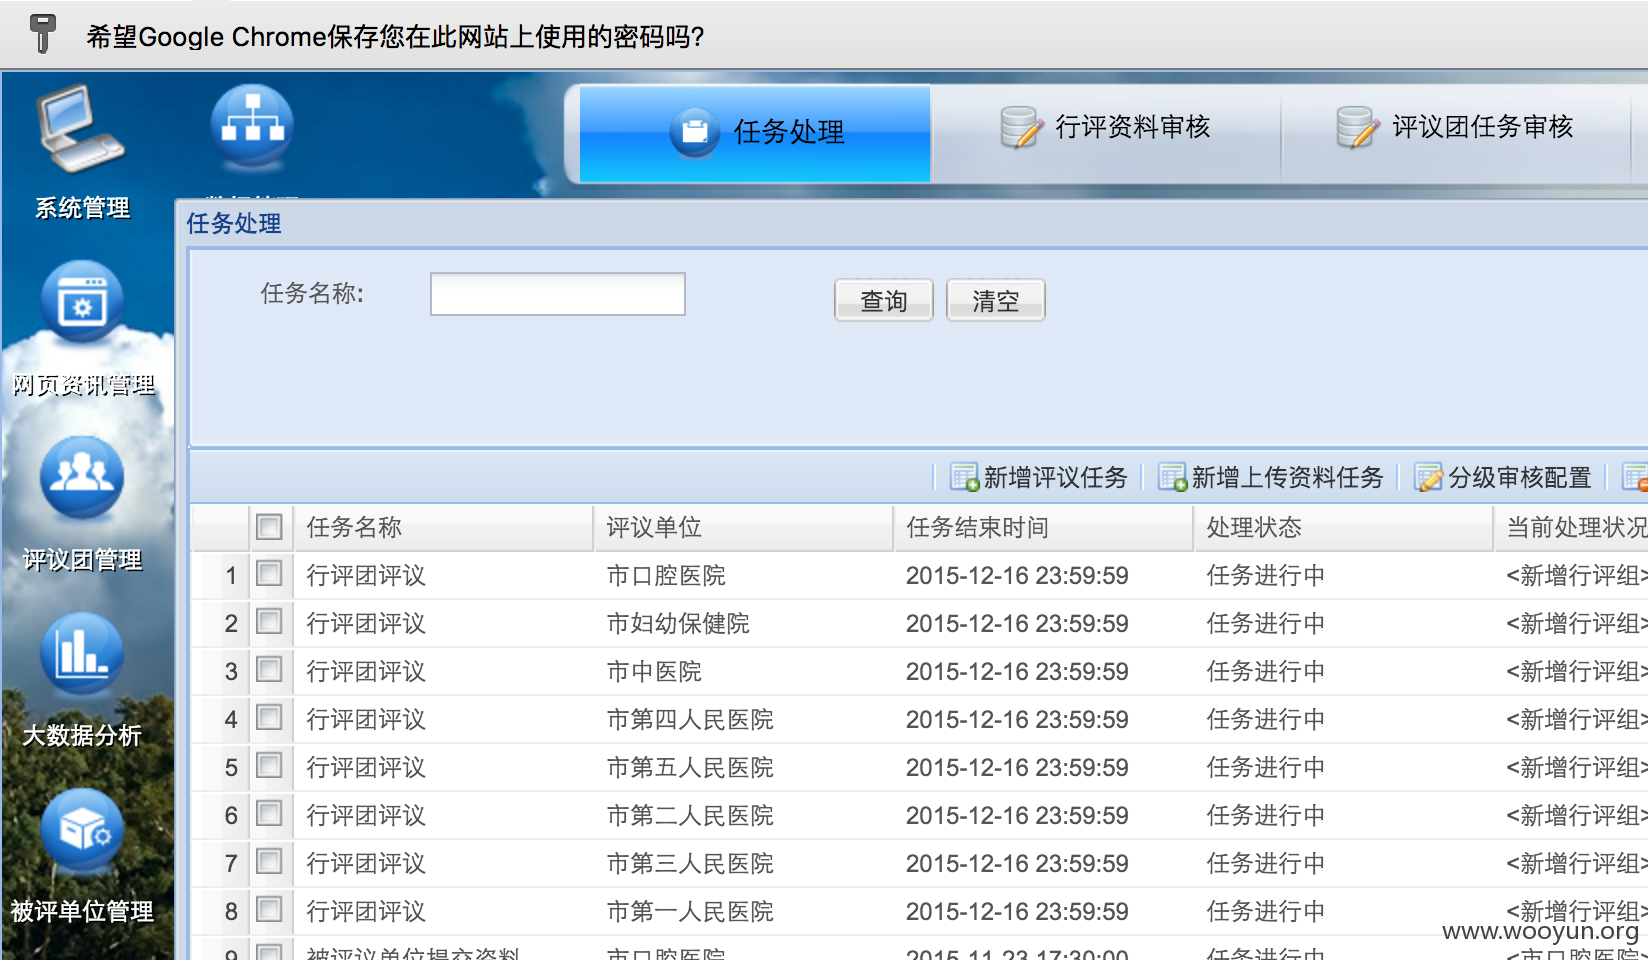 希望Google Chrome保存您在此网站上使用的密码吗?
任务处理 行评资料审核 评议团任务审核
系统管理
任务处理
任务名称: 查询 清空
网页资讯管理
新增评议任务 新增上传资料任务 分级审核配置
任务名称 评议单位 任务结束时间 处理状态 当前处理状况
1 行评团评议 市口腔医院 2015-12-16 23:59:59 任务进行中 <新增行评组>
评议团管理
2 行评团评议 市妇幼保健院 2015-12-16 23:59:59 任务进行中 <新增行评组>
3 行评团评议 市中医院 2015-12-16 23:59:59 任务进行中 <新增行评组>
4 行评团评议 市第四人民医院 2015-12-16 23:59:59 任务进行中 <新增行评组>
大数据分析
5 行评团评议 市第五人民医院 2015-12-16 23:59:59 任务进行中 <新增行评组>
6 行评团评议 市第二人民医院 2015-12-16 23:59:59 任务进行中 <新增行评组>
7 行评团评议 市第三人民医院 2015-12-16 23:59:59 任务进行中 <新增行评组>
8 行评团评议 市第一人民医院 2015-12-16 23:59:59 任务进行中 <新增行评组>
被评单位管理
www.wooyun.org
9 被评议单位提交资料 市口腔医院 2015-11-23 17:30:00 <市口腔医院>